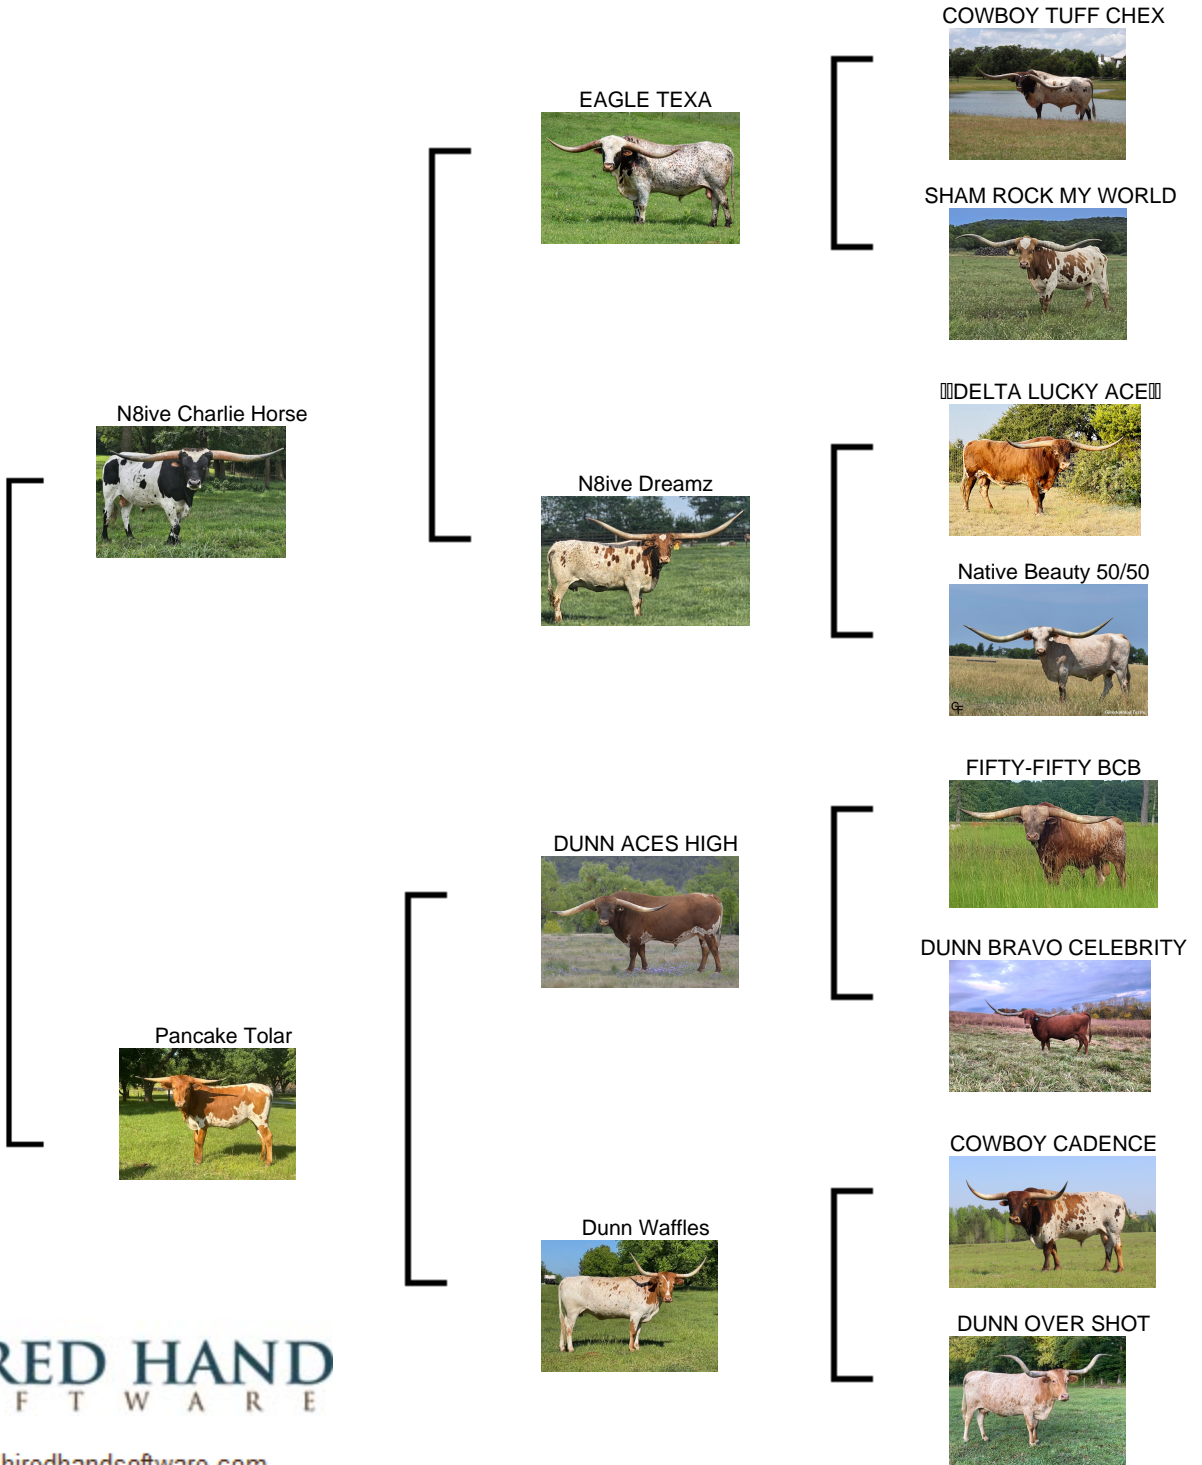 COWBOY TUFF CHEX
EAGLE TEXA
SHAM ROCK MY WORLD
DELTA LUCKY ACE
N8ive Charlie Horse
N8ive Dreamz
Native Beauty 50/50
FIFTY-FIFTY BCB
DUNN ACES HIGH
DUNN BRAVO CELEBRITY
Pancake Tolar
COWBOY CADENCE
Dunn Waffles
DUNN OVER SHOT
RED HAND
F T W A R E
hiredhandsoftware.com